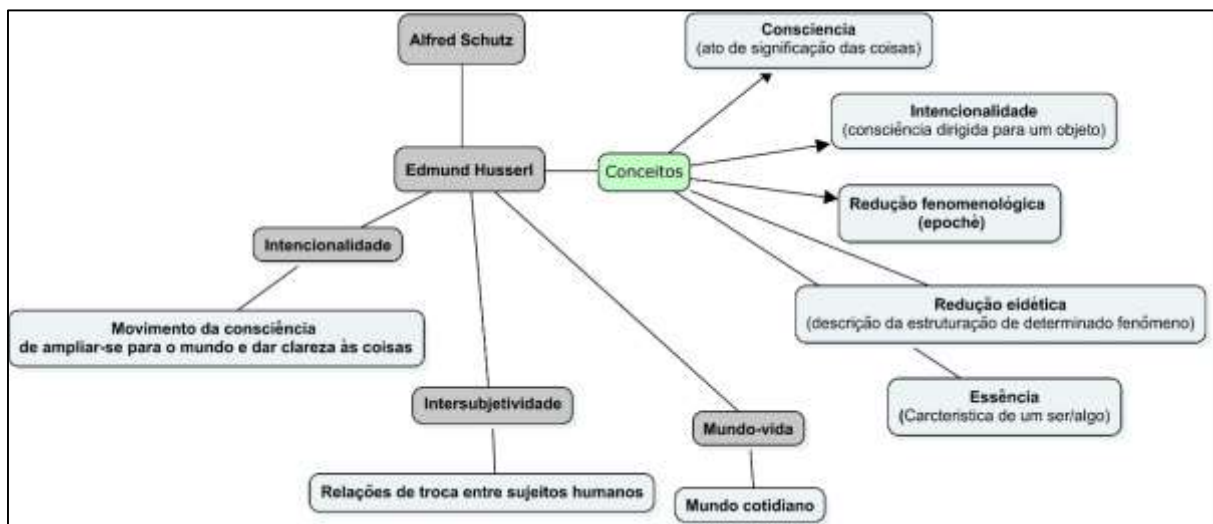 Alfred Schutz
Consciencia
(ato de significação das coisas)
Intencionalidade
(consciência dirigida para um objeto)
Edmund Husserl
Conceitos
Redução fenomenológica
(epochè)
Intencionalidade
Movimento da consciência
de ampliar-se para o mundo e dar clareza às coisas
Redução eidética
(descrição da estruturação de determinado fenómeno)
Intersubjetividade
Essência
(Carcteristica de um ser/algo)
Mundo-vida
Relações de troca entre sujeitos humanos
Mundo cotidiano